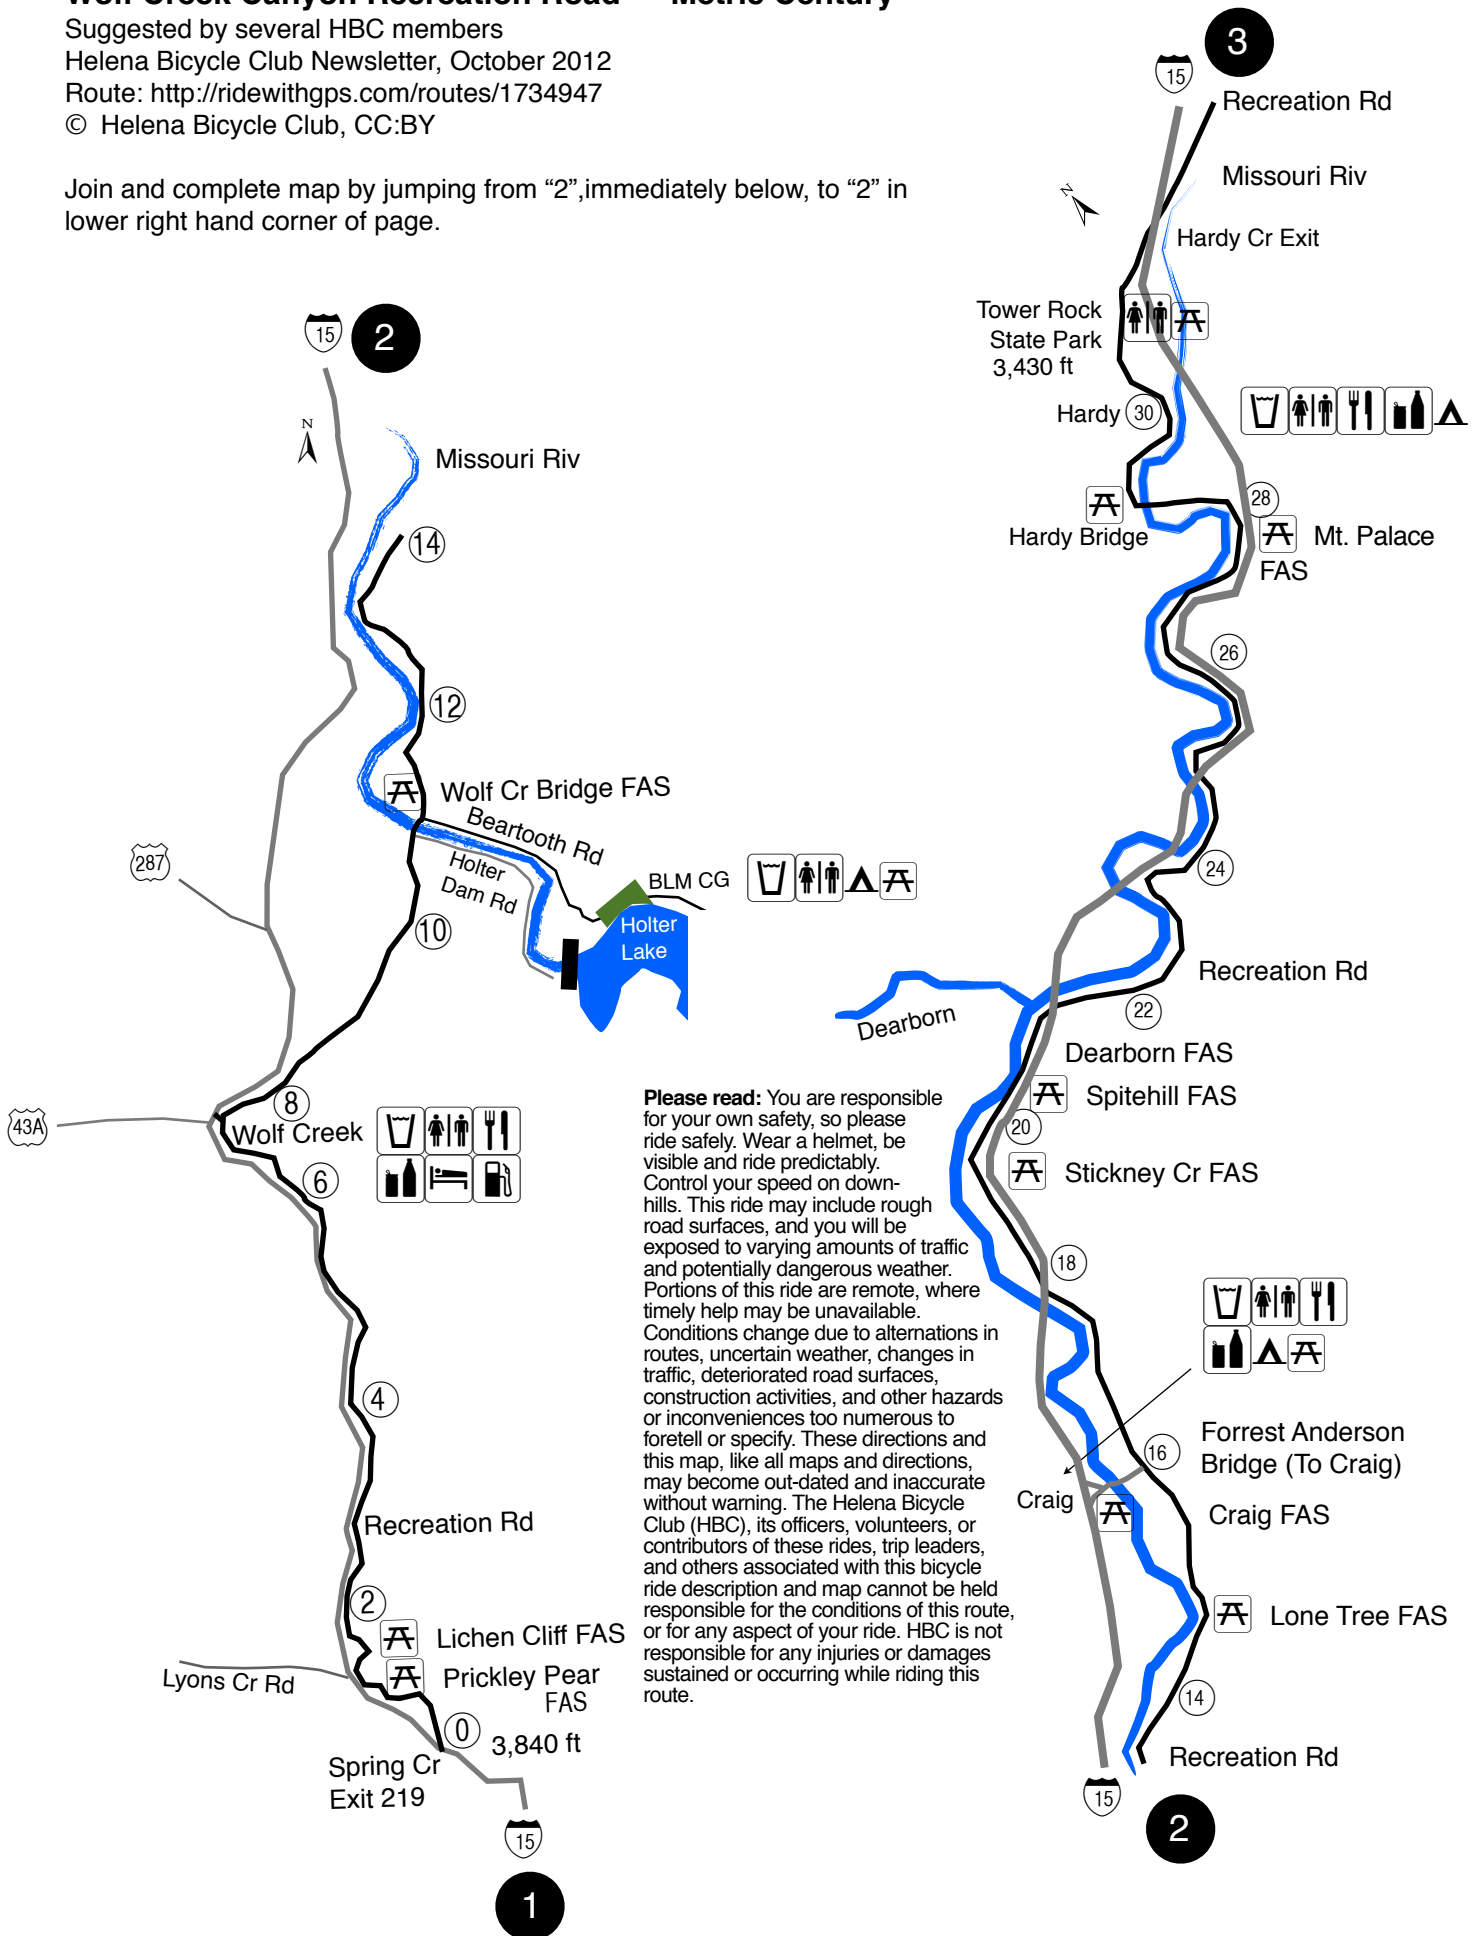 Wolf Creek Canyon Recreation Road — Metric Century
Suggested by several HBC members
Helena Bicycle Club Newsletter, October 2012
Route: http://ridewithgps.com/routes/1734947
© Helena Bicycle Club, CC:BY
Join and complete map by jumping from “2”,immediately below, to “2” in
lower right hand corner of page.
15
2
N
Missouri Riv
14
12
Wolf Cr Bridge FAS
Beartooth Rd
Holter
Dam Rd
BLM CG
Holter
Lake
287
10
8
43A
Wolf Creek
6
4
Recreation Rd
2
Lichen Cliff FAS
Prickley Pear
FAS
Lyons Cr Rd
0
3,840 ft
Spring Cr
Exit 219
15
1
Please read: You are responsible
for your own safety, so please
ride safely. Wear a helmet, be
visible and ride predictably.
Control your speed on down-
hills. This ride may include rough
road surfaces, and you will be
exposed to varying amounts of traffic
and potentially dangerous weather.
Portions of this ride are remote, where
timely help may be unavailable.
Conditions change due to alternations in
routes, uncertain weather, changes in
traffic, deteriorated road surfaces,
construction activities, and other hazards
or inconveniences too numerous to
foretell or specify. These directions and
this map, like all maps and directions,
may become out-dated and inaccurate
without warning. The Helena Bicycle
Club (HBC), its officers, volunteers, or
contributors of these rides, trip leaders,
and others associated with this bicycle
ride description and map cannot be held
responsible for the conditions of this route,
or for any aspect of your ride. HBC is not
responsible for any injuries or damages
sustained or occurring while riding this
route.
3
15
Recreation Rd
Missouri Riv
N
Hardy Cr Exit
Tower Rock
State Park
3,430 ft
Hardy
30
28
Hardy Bridge
Mt. Palace
FAS
26
24
Recreation Rd
22
Dearborn
Dearborn FAS
Spitehill FAS
20
Stickney Cr FAS
18
16
Forrest Anderson
Bridge (To Craig)
Craig
Craig FAS
Lone Tree FAS
14
Recreation Rd
15
2